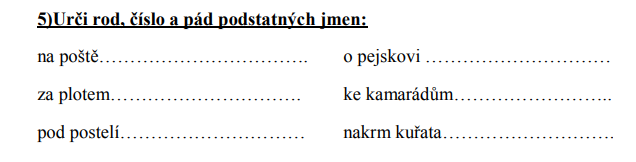 5)Urči rod, číslo a pád podstatných jmen:
na poště………………………………. o pejskovi …………………………
za plotem…………………………. ke kamarádům……………………..
pod postelí………………………… nakrm kuřata……………………….